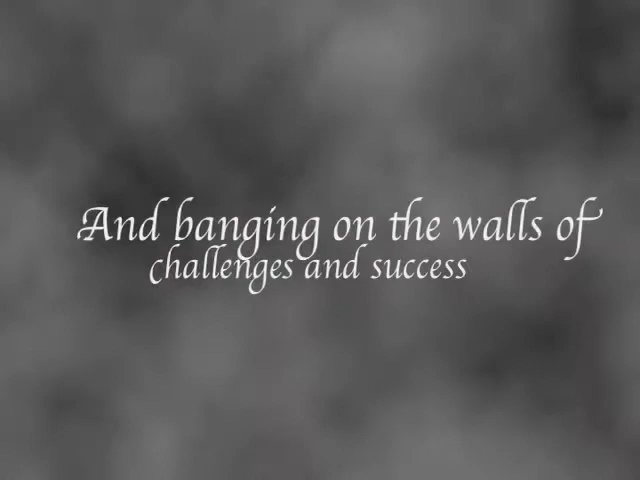 And banging on the walls of
challenges and success